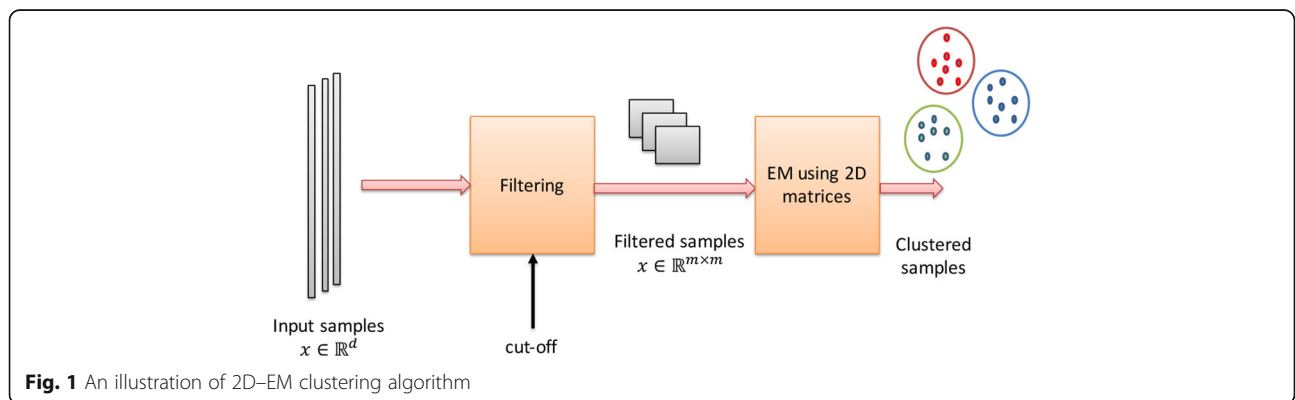 Input samples
x ∈ ℝ^d
Filtering
cut-off
Filtered samples
x ∈ ℝ^{m×m}
EM using 2D
matrices
Clustered
samples
Fig. 1 An illustration of 2D–EM clustering algorithm